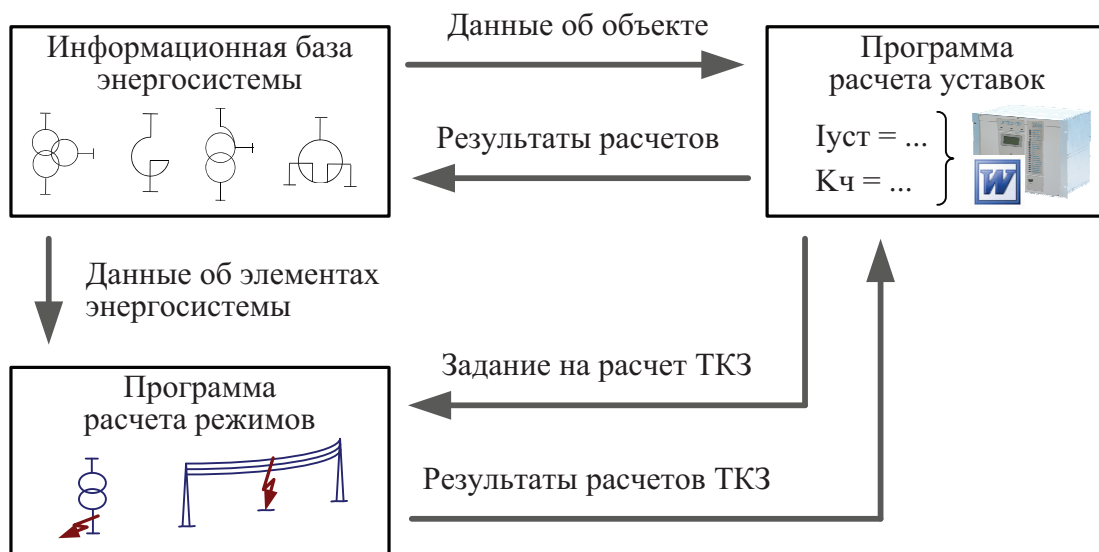 Информационная база
энергосистемы
Данные об объекте
Результаты расчетов
Программа
расчета уставок
Iуст = ...
Kч = ...
W
Данные об элементах
энергосистемы
Задание на расчет ТКЗ
Программа
расчета режимов
Результаты расчетов ТКЗ